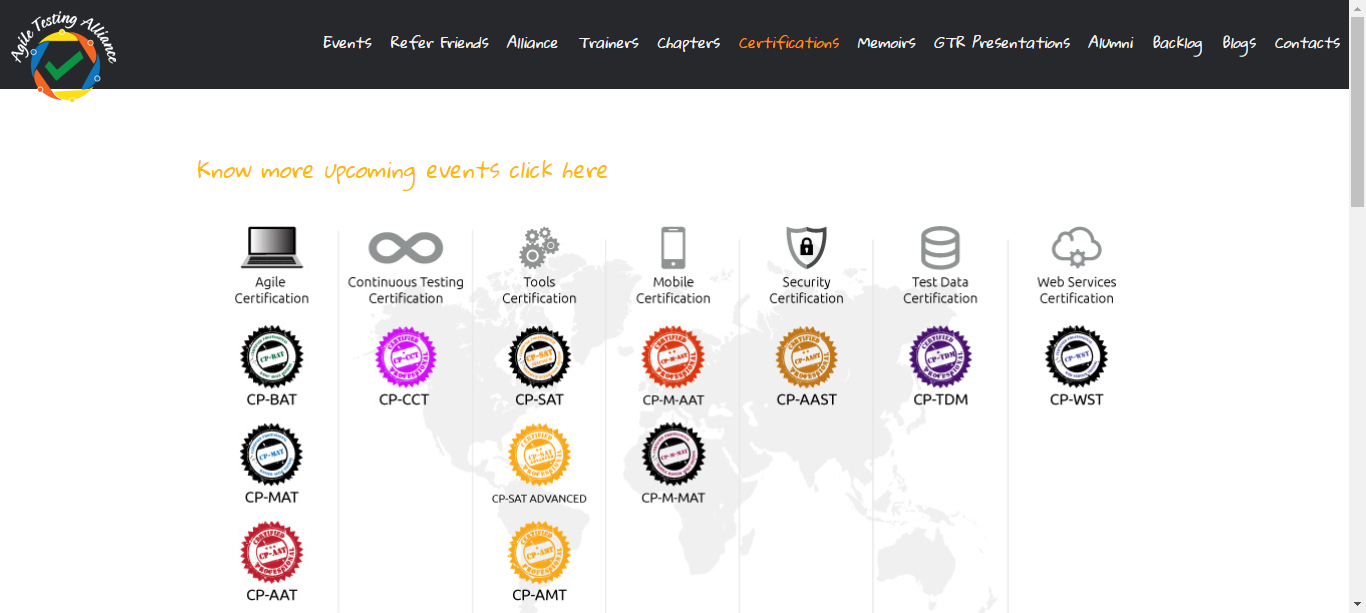 Agile Testing Alliance
Events Refer Friends Alliance Trainers Chapters Certifications Memoirs GTR Presentations Alumni Backlog Blogs Contacts
Know more upcoming events click here
Agile
Certification
Continuous Testing
Certification
Tools
Certification
Mobile
Certification
Security
Certification
Test Data
Certification
Web Services
Certification
CP-BAT
CP-CCT
CP-SAT
CP-M-AAT
CP-AAST
CP-TDM
CP-WST
CP-MAT
CP-SAT ADVANCED
CP-M-MAT
CP-AAT
CP-AMT